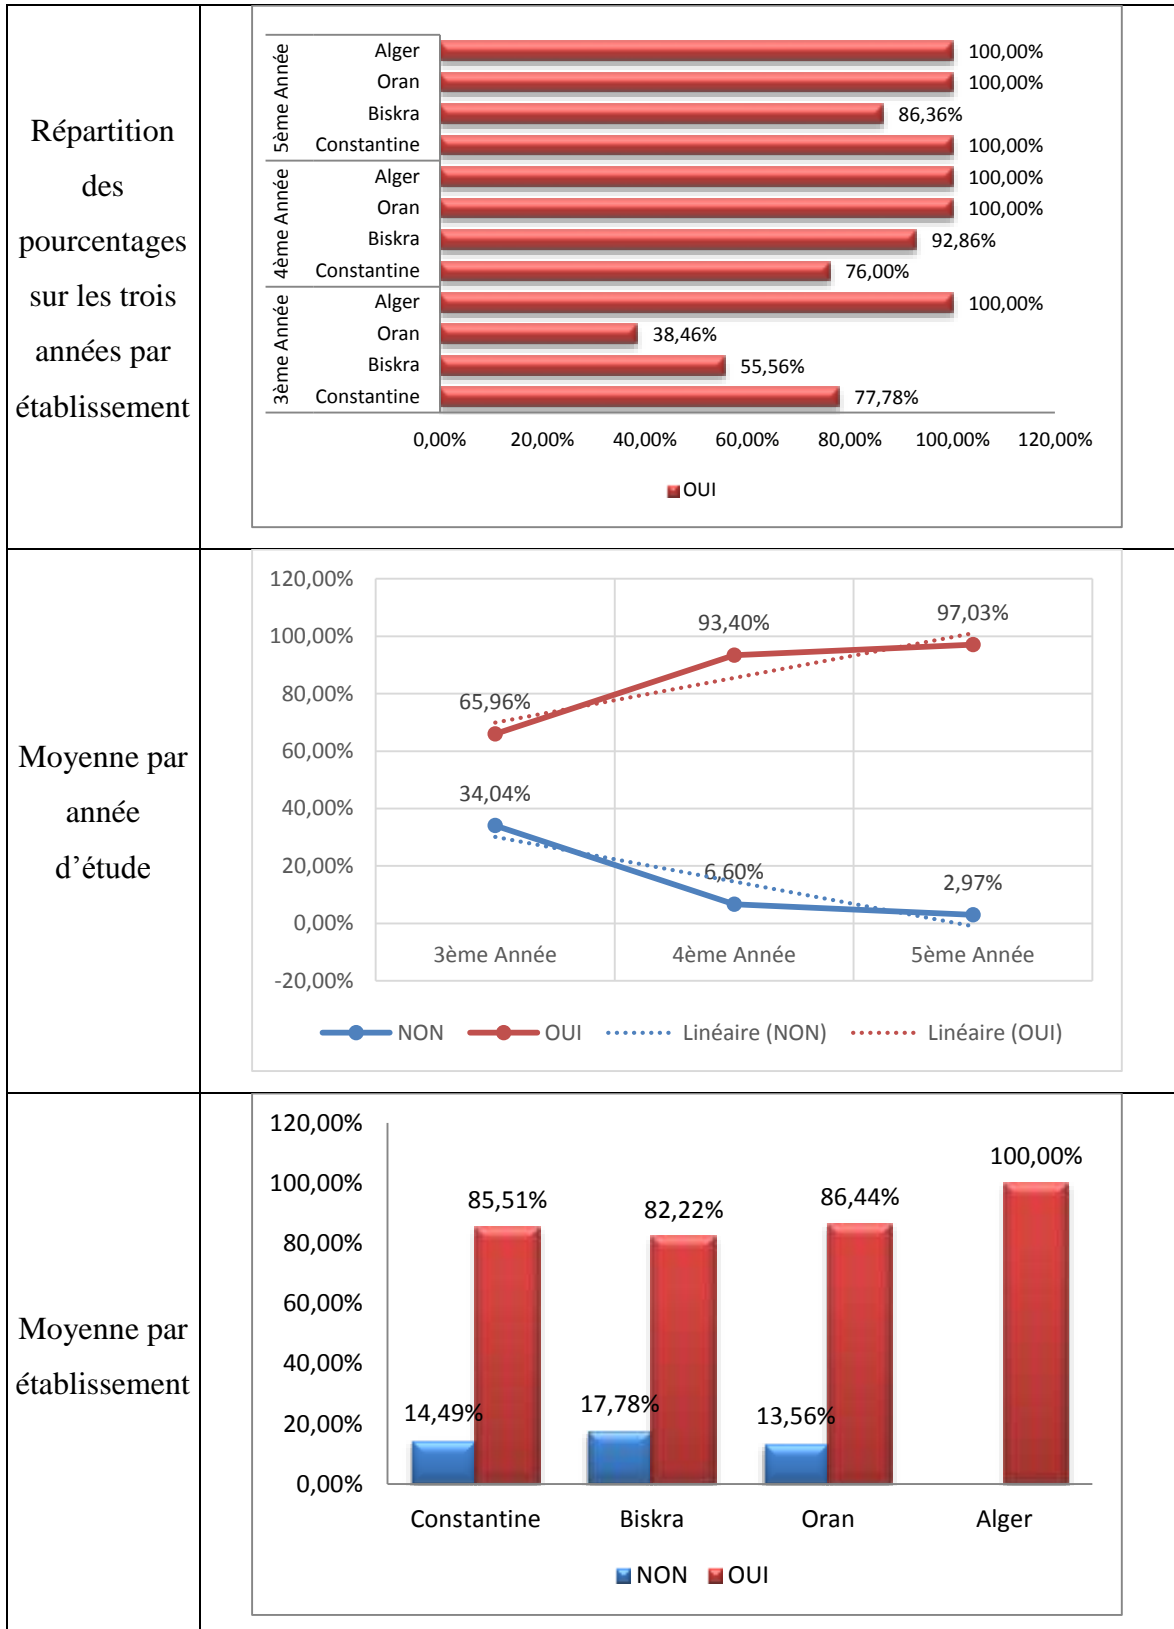 Répartition
des
pourcentages
sur les trois
années par
établissement
5ème Année
Alger 100,00%
Oran 100,00%
Biskra 86,36%
Constantine 100,00%
4ème Année
Alger 100,00%
Oran 100,00%
Biskra 92,86%
Constantine 76,00%
3ème Année
Alger 100,00%
Oran 38,46%
Biskra 55,56%
Constantine 77,78%
0,00% 20,00% 40,00% 60,00% 80,00% 100,00% 120,00%
OUI
Moyenne par
année
d’étude
120,00%
100,00%
80,00%
60,00%
40,00%
20,00%
0,00%
-20,00%
65,96% 93,40% 97,03%
34,04% 6,60% 2,97%
3ème Année 4ème Année 5ème Année
NON OUI Linéaire (NON) Linéaire (OUI)
Moyenne par
établissement
120,00%
100,00%
80,00%
60,00%
40,00%
20,00%
0,00%
14,49% 85,51% 17,78% 82,22% 13,56% 86,44% 100,00%
Constantine Biskra Oran Alger
NON OUI